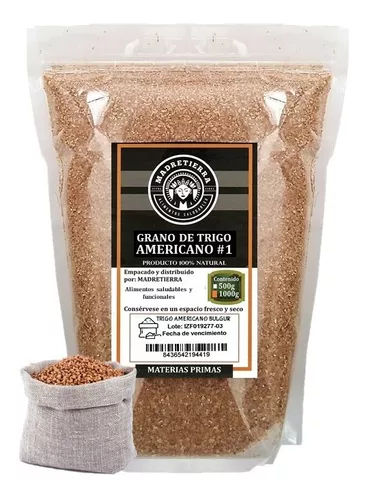 MADRETIERRA
ALIMENTOS SALUDABLES
GRANO DE TRIGO
AMERICANO #1
PRODUCTO 100% NATURAL
Empacado y distribuido
por: MADRETIERRA
Alimentos saludables y
funcionales
Contenido
500g
1000g
Consérvese en un espacio fresco y seco
TRIGO AMERICANO BULGUR
Lote: IZF019277-03
Fecha de vencimiento
8436542194419
MATERIAS PRIMAS